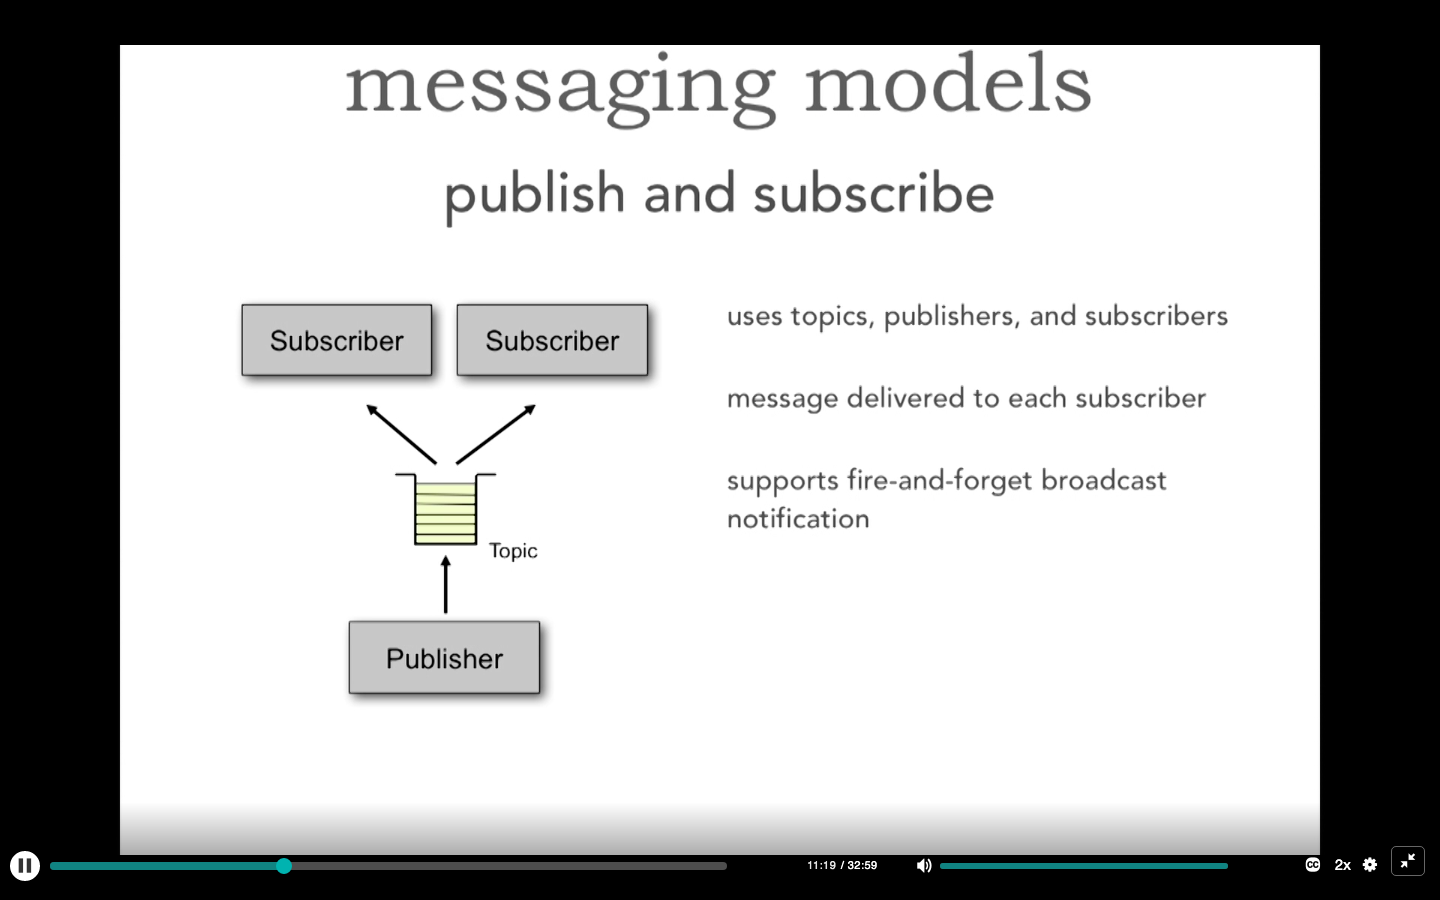 messaging models
publish and subscribe
Subscriber
Subscriber
Topic
Publisher
uses topics, publishers, and subscribers
message delivered to each subscriber
supports fire-and-forget broadcast
notification
11:19 / 32:59
CC
2x